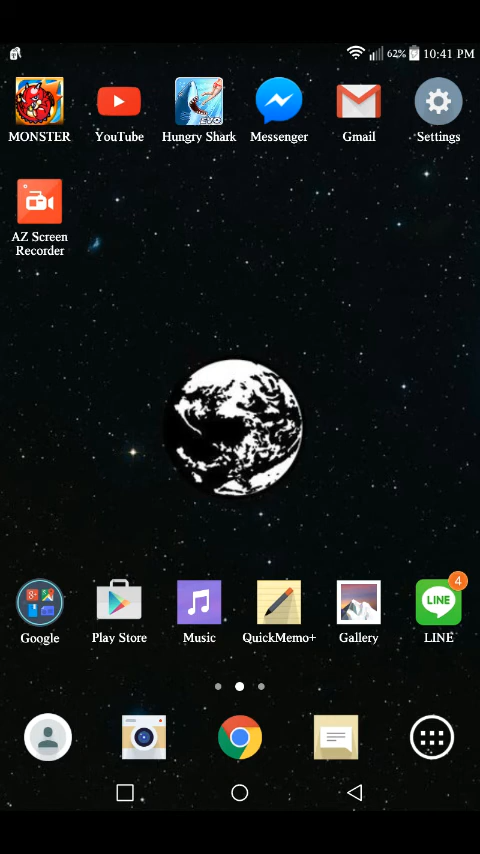 62% 10:41 PM
MONSTER YouTube Hungry Shark Messenger Gmail Settings
EVO
AZ Screen
Recorder
4
LINE
Google Play Store Music QuickMemo+ Gallery LINE